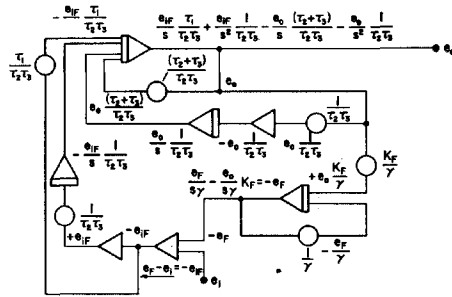 - e_iF τ_1/τ_2τ_3
e_iF/s τ_1/τ_2τ_3 + e_iF/s² 1/τ_2τ_3 - e_o/s (τ_2+τ_3)/τ_2τ_3 - e_o/s² 1/τ_2τ_3
τ_1/τ_2τ_3
e_o
(τ_2+τ_3)/τ_2τ_3
e_o
e_o (τ_2+τ_3)/τ_2τ_3
1/τ_2τ_3
e_o/s 1/τ_2τ_3
-e_o 1/τ_2τ_3
e_o 1/τ_2τ_3
- e_iF/s 1/τ_2τ_3
K_F/γ
e_F/sγ - e_o/sγ K_F = -e_F
+e_o K_F/γ
1/τ_2τ_3
+e_iF
-e_iF
-e_F
1/γ
- e_F/γ
e_F - e_i = -e_iF
e_i